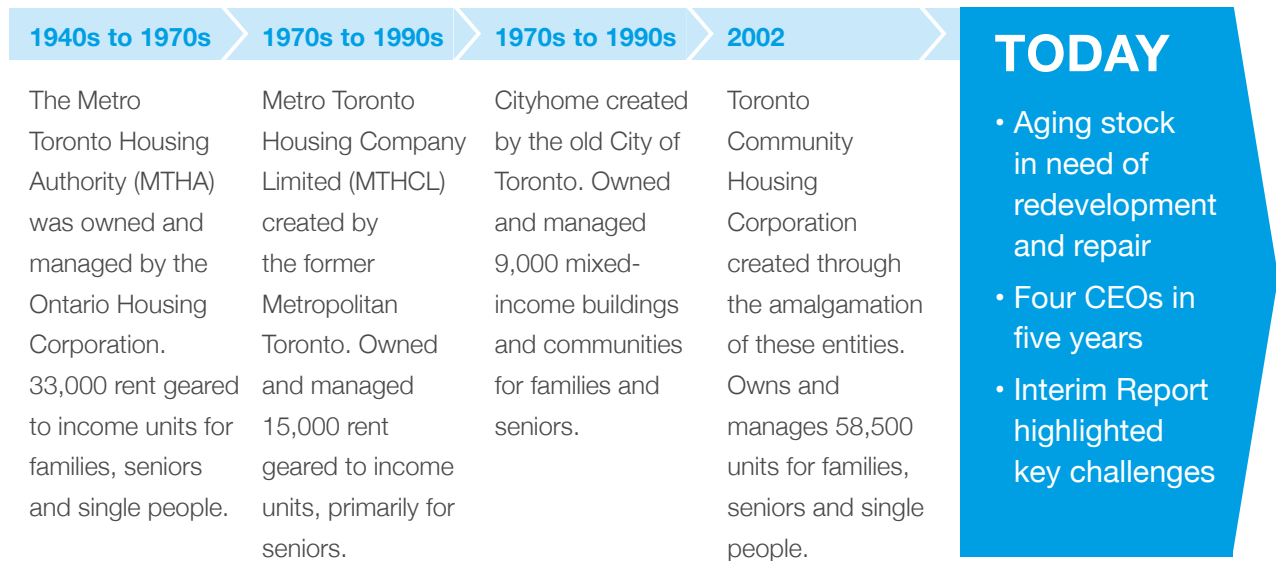 1940s to 1970s
The Metro
Toronto Housing
Authority (MTHA)
was owned and
managed by the
Ontario Housing
Corporation.
33,000 rent geared
to income units for
families, seniors
and single people.
1970s to 1990s
Metro Toronto
Housing Company
Limited (MTHCL)
created by
the former
Metropolitan
Toronto. Owned
and managed
15,000 rent
geared to income
units, primarily for
seniors.
1970s to 1990s
Cityhome created
by the old City of
Toronto. Owned
and managed
9,000 mixed-
income buildings
and communities
for families and
seniors.
2002
Toronto
Community
Housing
Corporation
created through
the amalgamation
of these entities.
Owns and
manages 58,500
units for families,
seniors and single
people.
TODAY
• Aging stock
in need of
redevelopment
and repair
• Four CEOs in
five years
• Interim Report
highlighted
key challenges